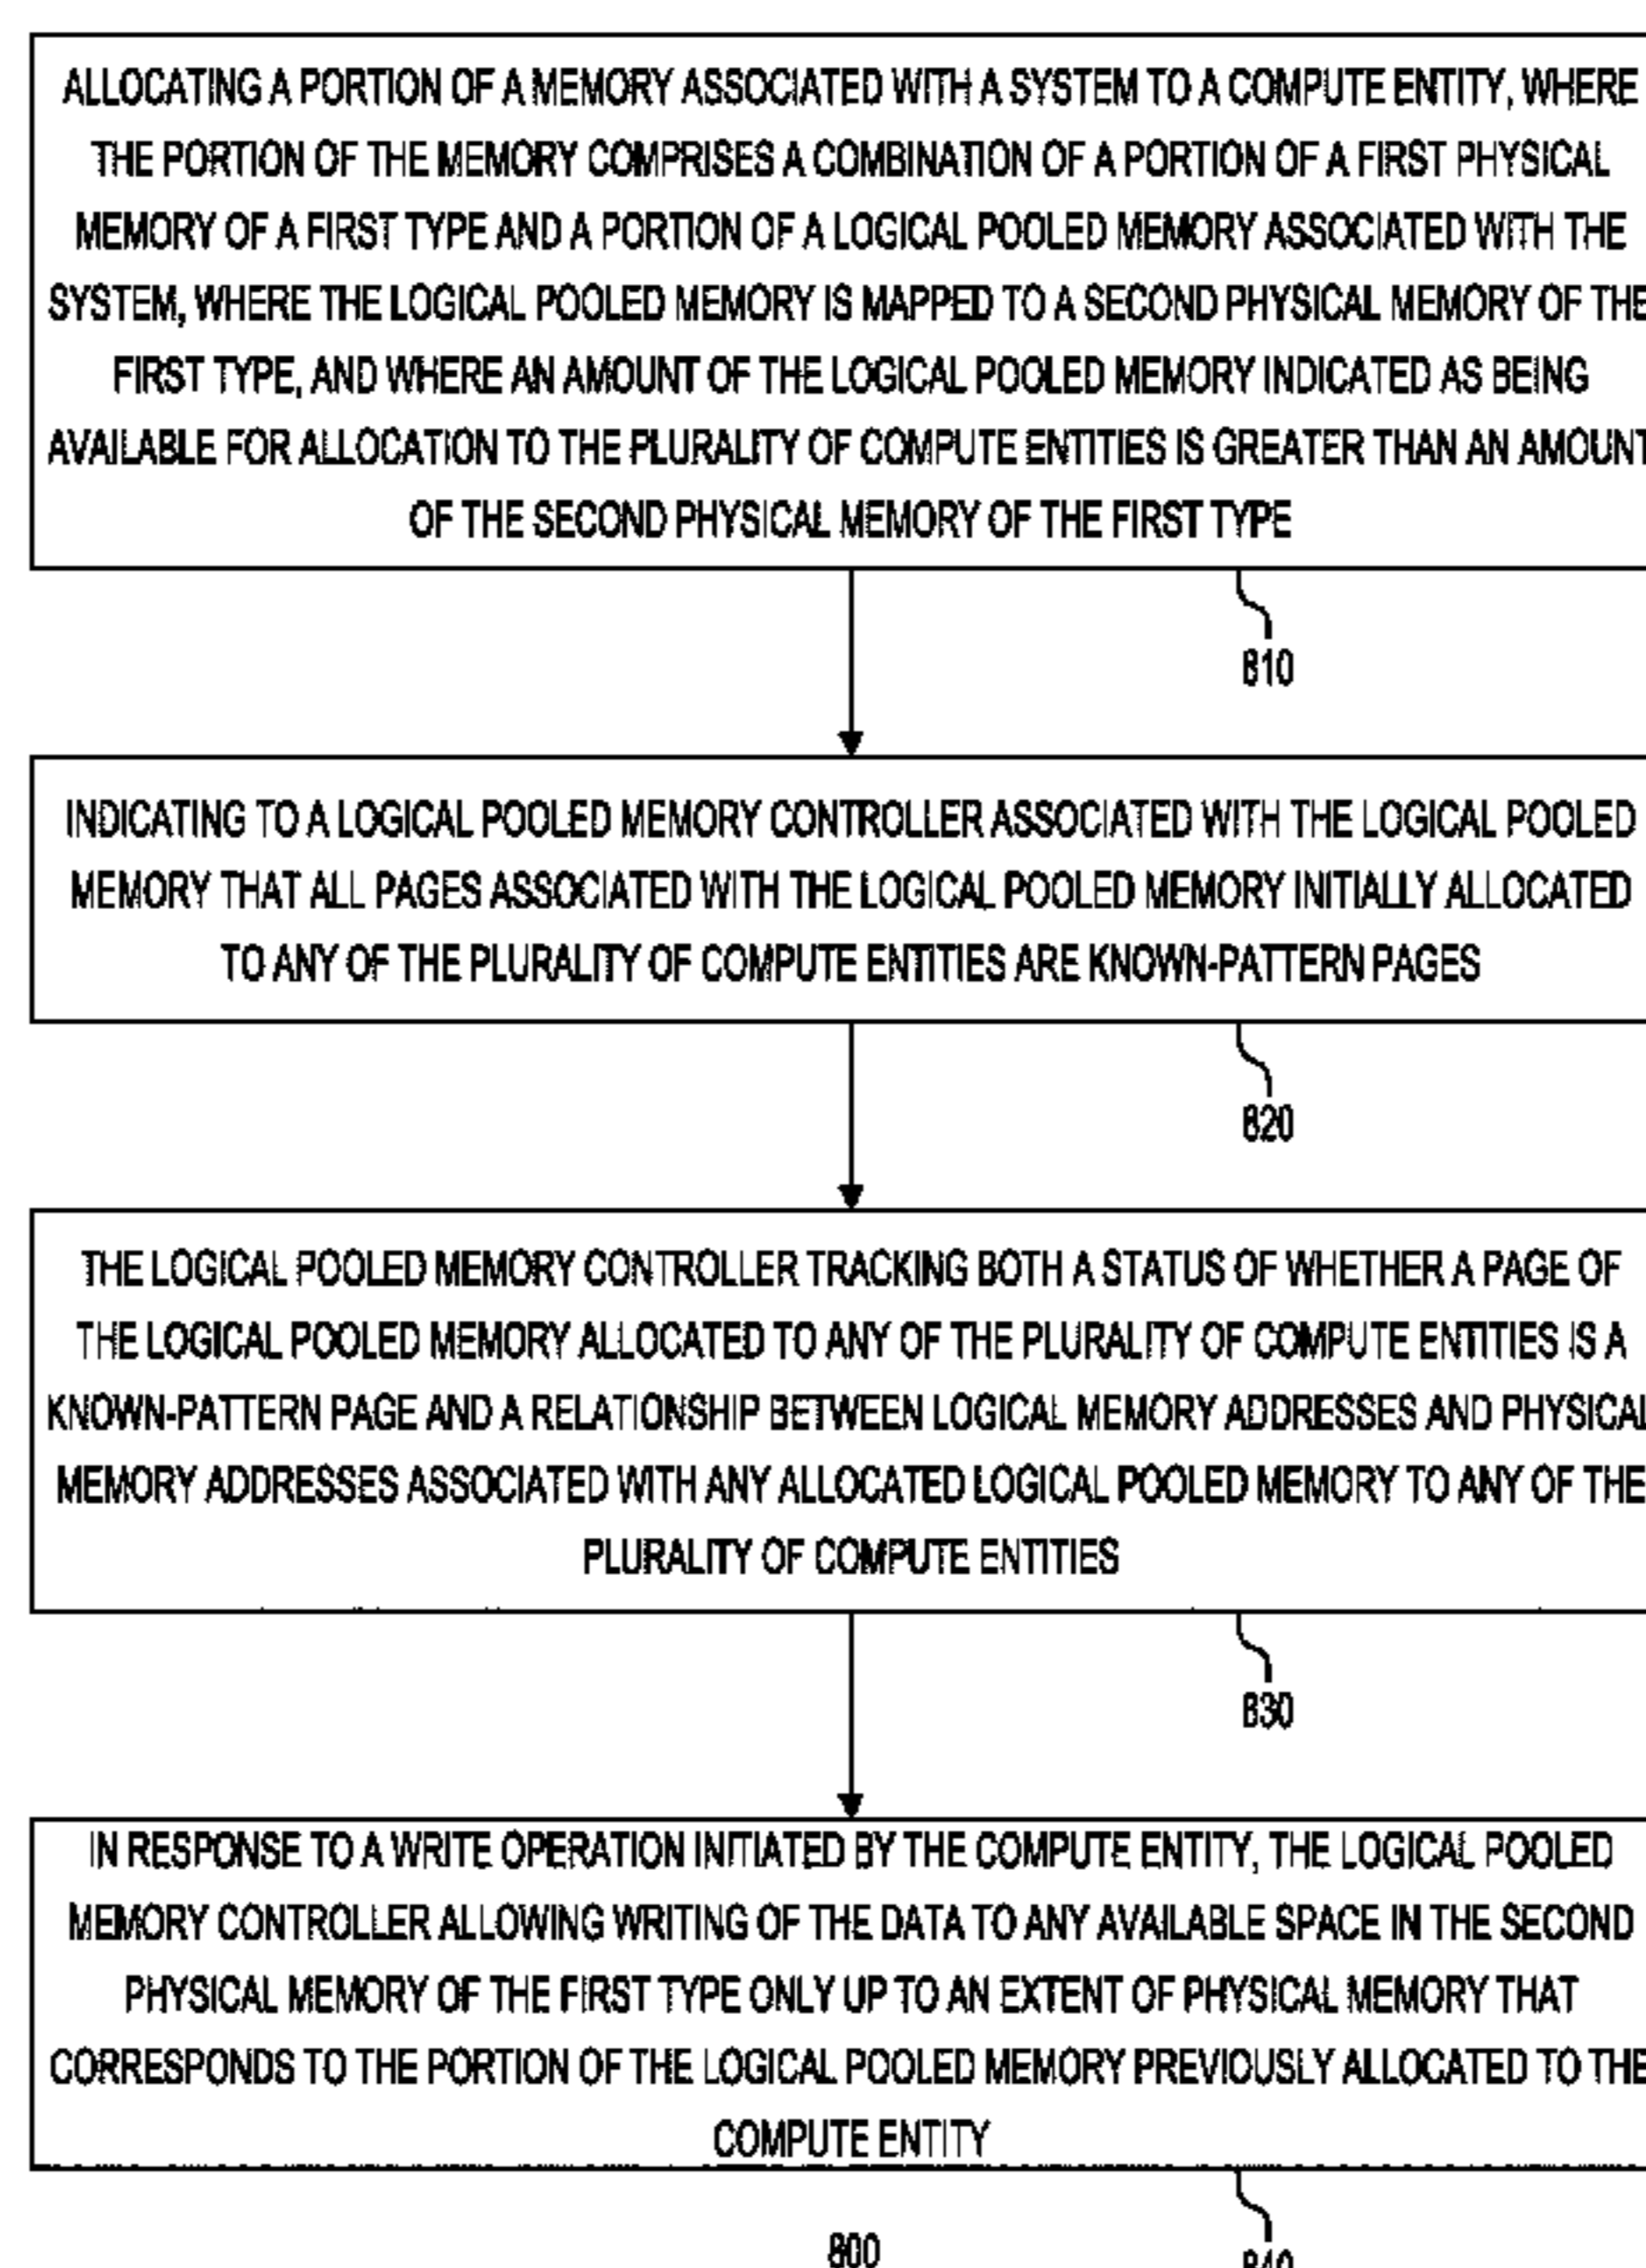 ALLOCATING A PORTION OF A MEMORY ASSOCIATED WITH A SYSTEM TO A COMPUTE ENTITY, WHERE
THE PORTION OF THE MEMORY COMPRISES A COMBINATION OF A PORTION OF A FIRST PHYSICAL
MEMORY OF A FIRST TYPE AND A PORTION OF A LOGICAL POOLED MEMORY ASSOCIATED WITH THE
SYSTEM, WHERE THE LOGICAL POOLED MEMORY IS MAPPED TO A SECOND PHYSICAL MEMORY OF THE
FIRST TYPE, AND WHERE AN AMOUNT OF THE LOGICAL POOLED MEMORY INDICATED AS BEING
AVAILABLE FOR ALLOCATION TO THE PLURALITY OF COMPUTE ENTITIES IS GREATER THAN AN AMOUNT
OF THE SECOND PHYSICAL MEMORY OF THE FIRST TYPE
810
INDICATING TO A LOGICAL POOLED MEMORY CONTROLLER ASSOCIATED WITH THE LOGICAL POOLED
MEMORY THAT ALL PAGES ASSOCIATED WITH THE LOGICAL POOLED MEMORY INITIALLY ALLOCATED
TO ANY OF THE PLURALITY OF COMPUTE ENTITIES ARE KNOWN-PATTERN PAGES
820
THE LOGICAL POOLED MEMORY CONTROLLER TRACKING BOTH A STATUS OF WHETHER A PAGE OF
THE LOGICAL POOLED MEMORY ALLOCATED TO ANY OF THE PLURALITY OF COMPUTE ENTITIES IS A
KNOWN-PATTERN PAGE AND A RELATIONSHIP BETWEEN LOGICAL MEMORY ADDRESSES AND PHYSICAL
MEMORY ADDRESSES ASSOCIATED WITH ANY ALLOCATED LOGICAL POOLED MEMORY TO ANY OF THE
PLURALITY OF COMPUTE ENTITIES
830
IN RESPONSE TO A WRITE OPERATION INITIATED BY THE COMPUTE ENTITY, THE LOGICAL POOLED
MEMORY CONTROLLER ALLOWING WRITING OF THE DATA TO ANY AVAILABLE SPACE IN THE SECOND
PHYSICAL MEMORY OF THE FIRST TYPE ONLY UP TO AN EXTENT OF PHYSICAL MEMORY THAT
CORRESPONDS TO THE PORTION OF THE LOGICAL POOLED MEMORY PREVIOUSLY ALLOCATED TO THE
COMPUTE ENTITY
800
840